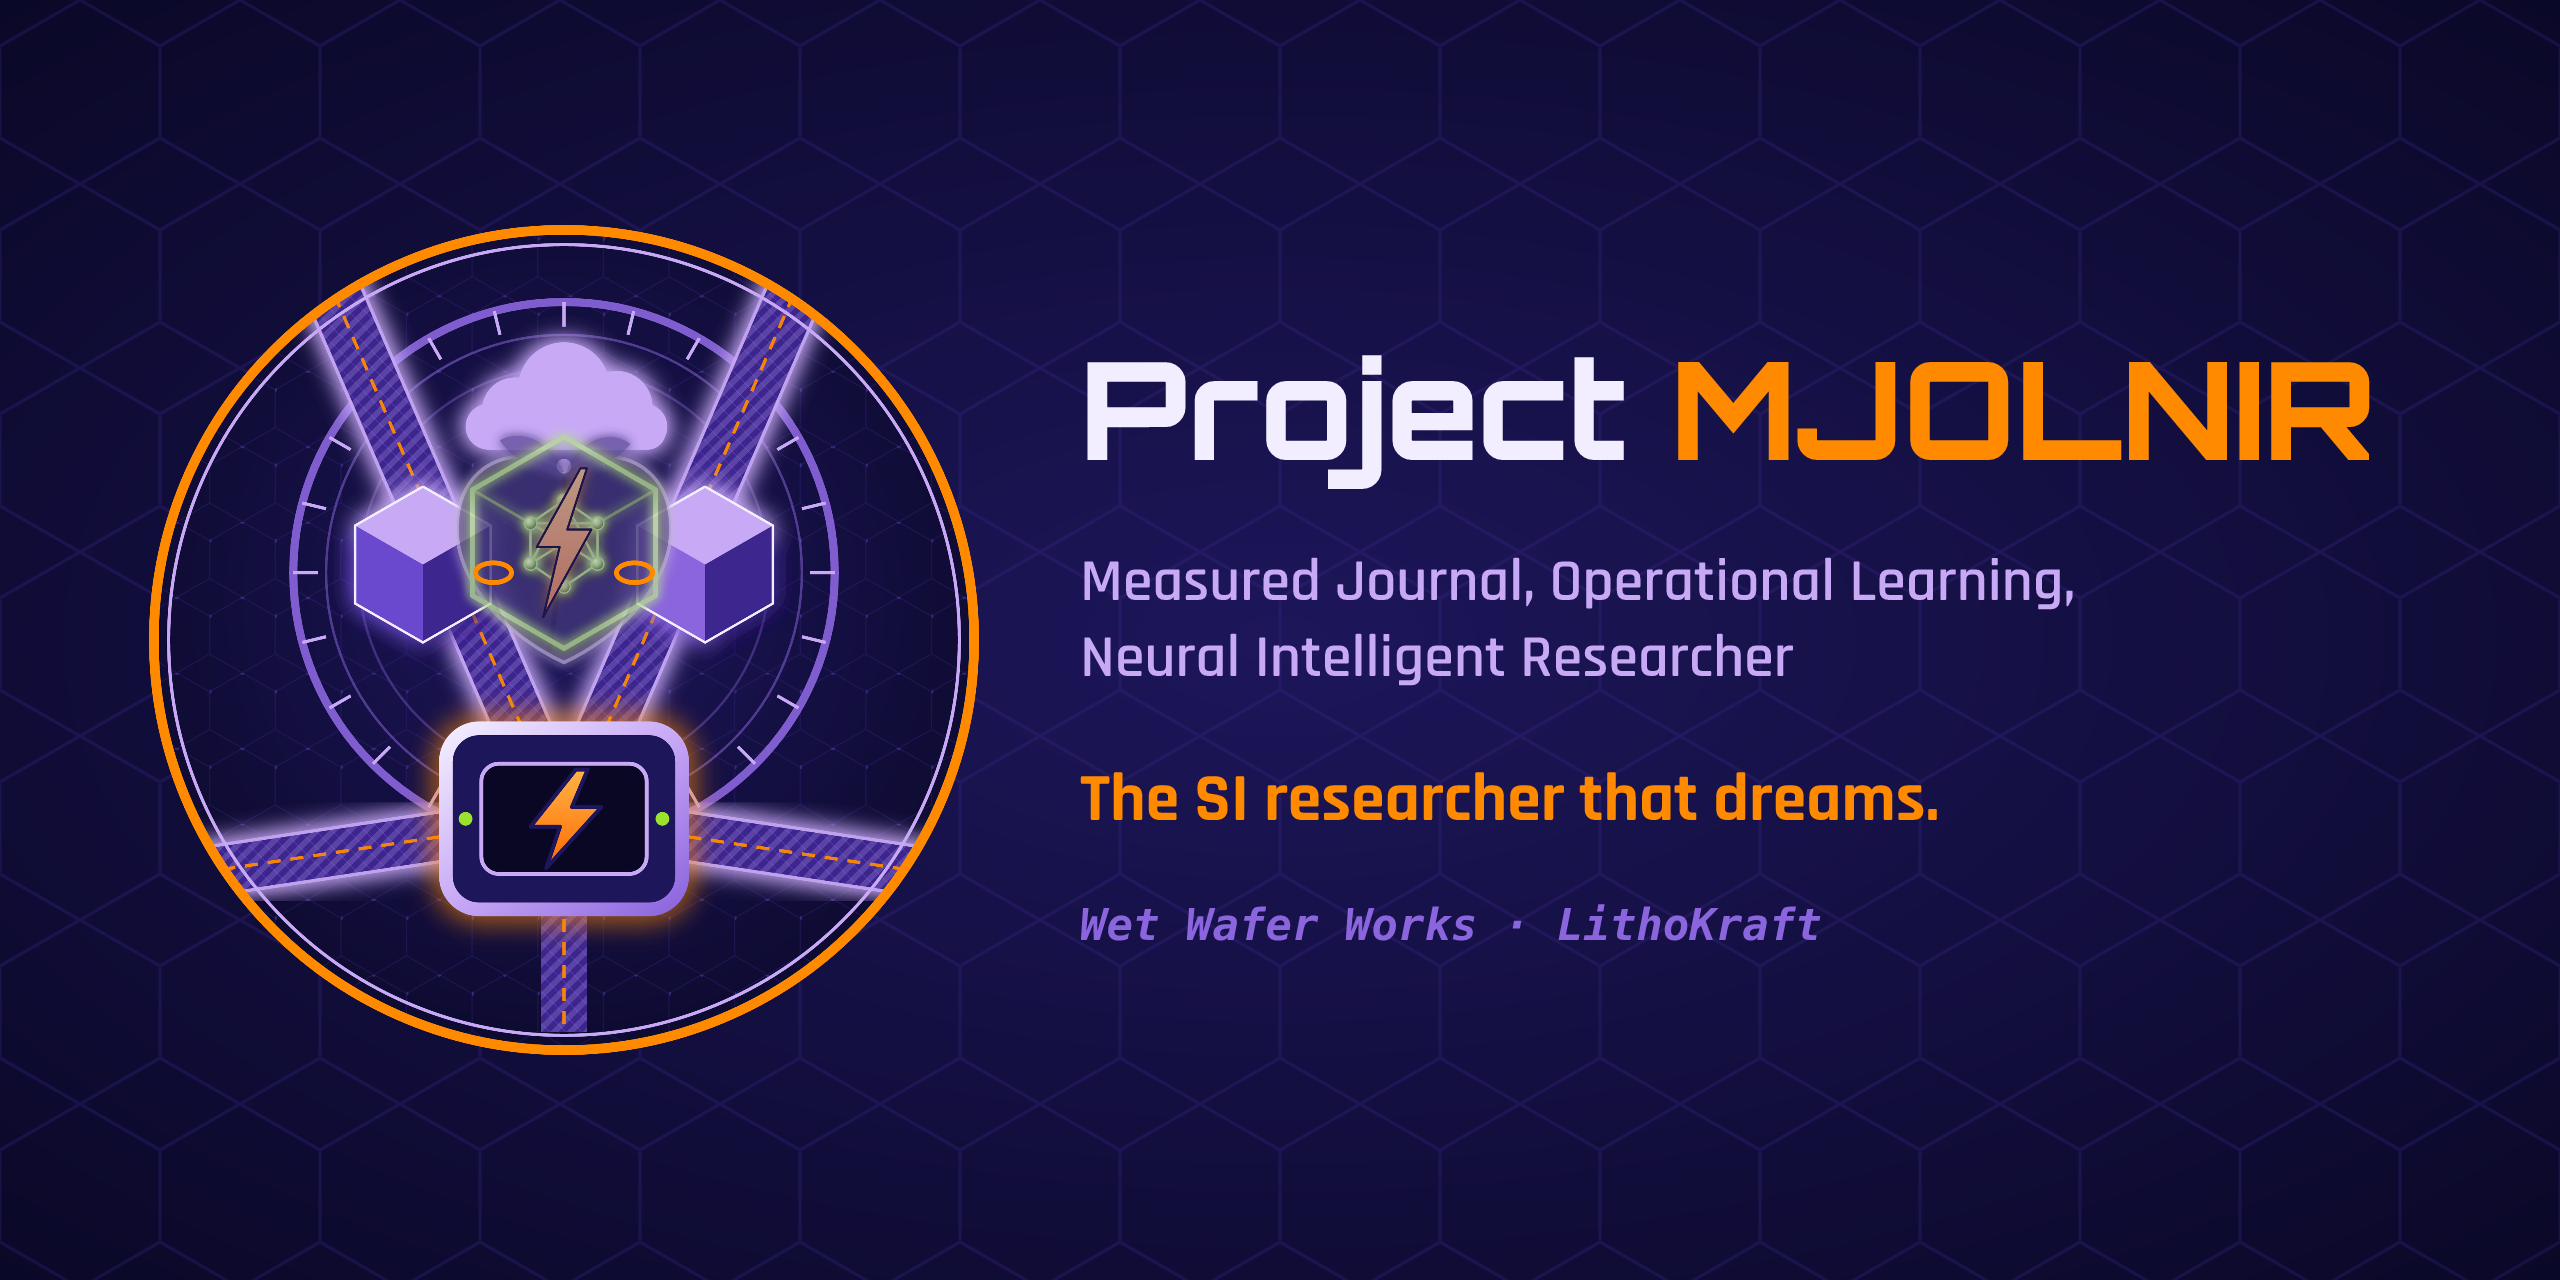 Project MJOLNIR
Measured Journal, Operational Learning,
Neural Intelligent Researcher
The SI researcher that dreams.
Wet Wafer Works · LithoKraft